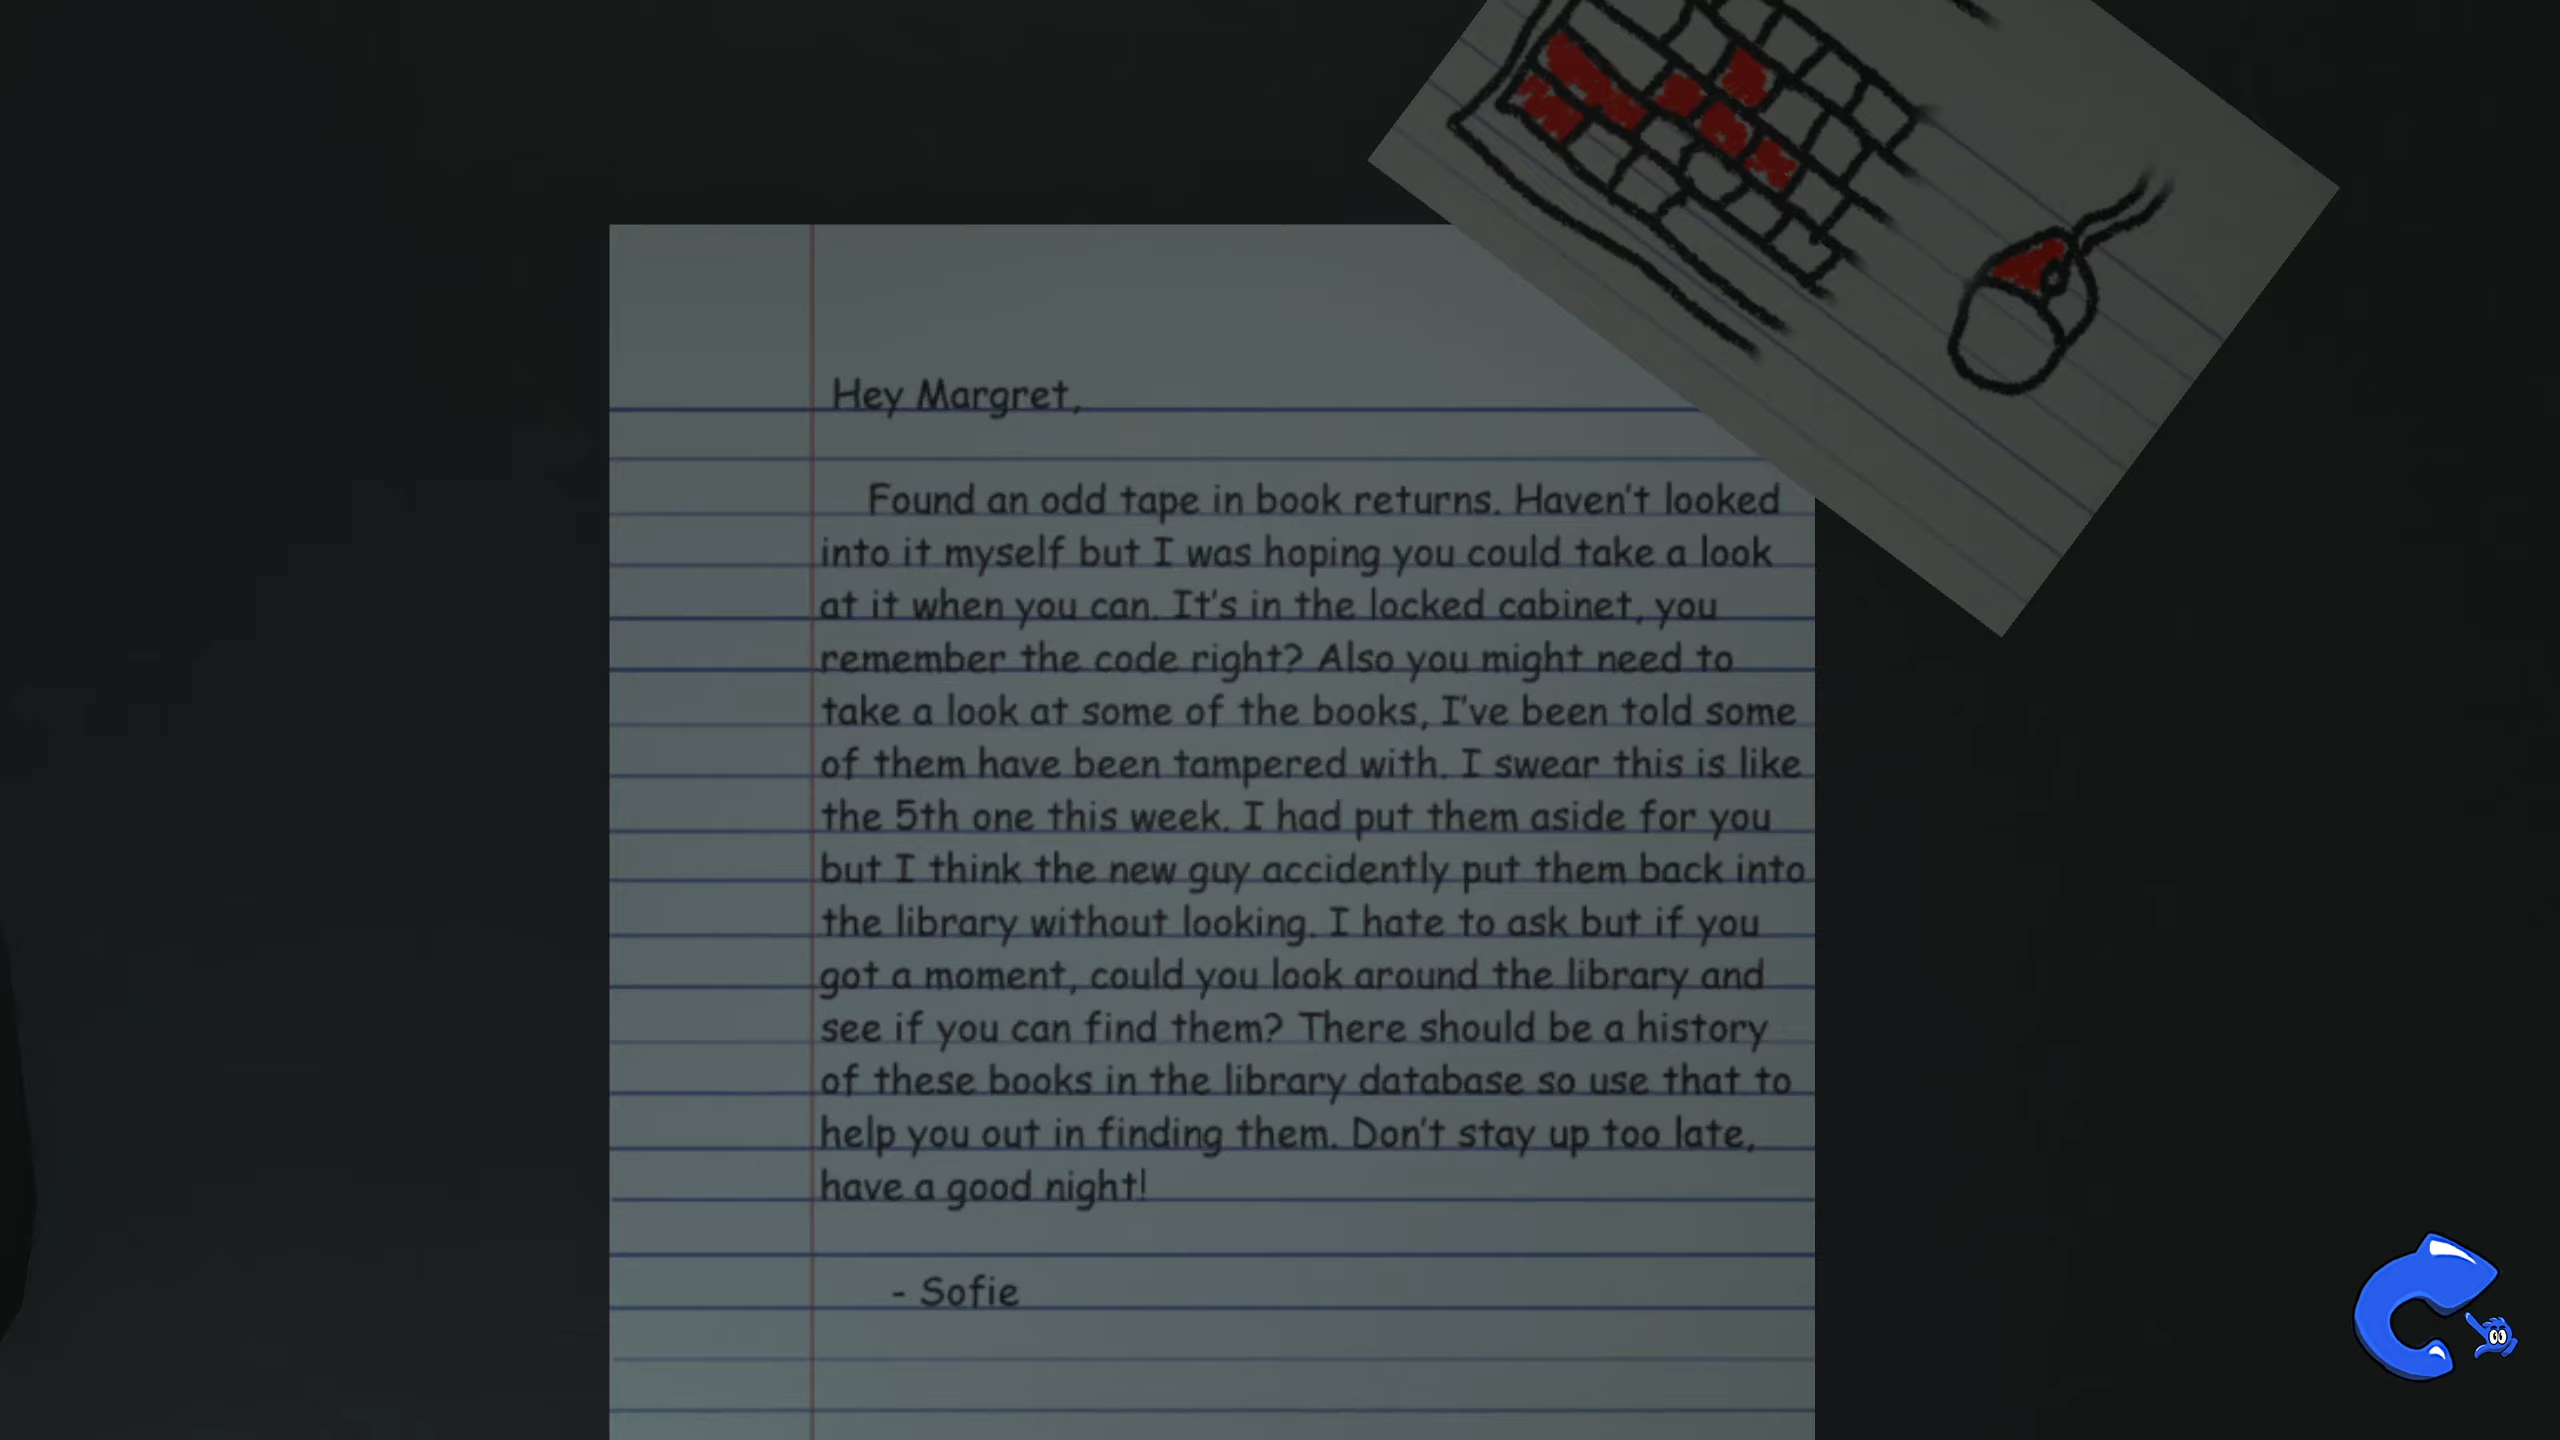 Hey Margret,
Found an odd tape in book returns. Haven't looked
into it myself but I was hoping you could take a look
at it when you can. It's in the locked cabinet, you
remember the code right? Also you might need to
take a look at some of the books, I've been told some
of them have been tampered with. I swear this is like
the 5th one this week. I had put them aside for you
but I think the new guy accidently put them back into
the library without looking. I hate to ask but if you
got a moment, could you look around the library and
see if you can find them? There should be a history
of these books in the library database so use that to
help you out in finding them. Don't stay up too late,
have a good night!
- Sofie